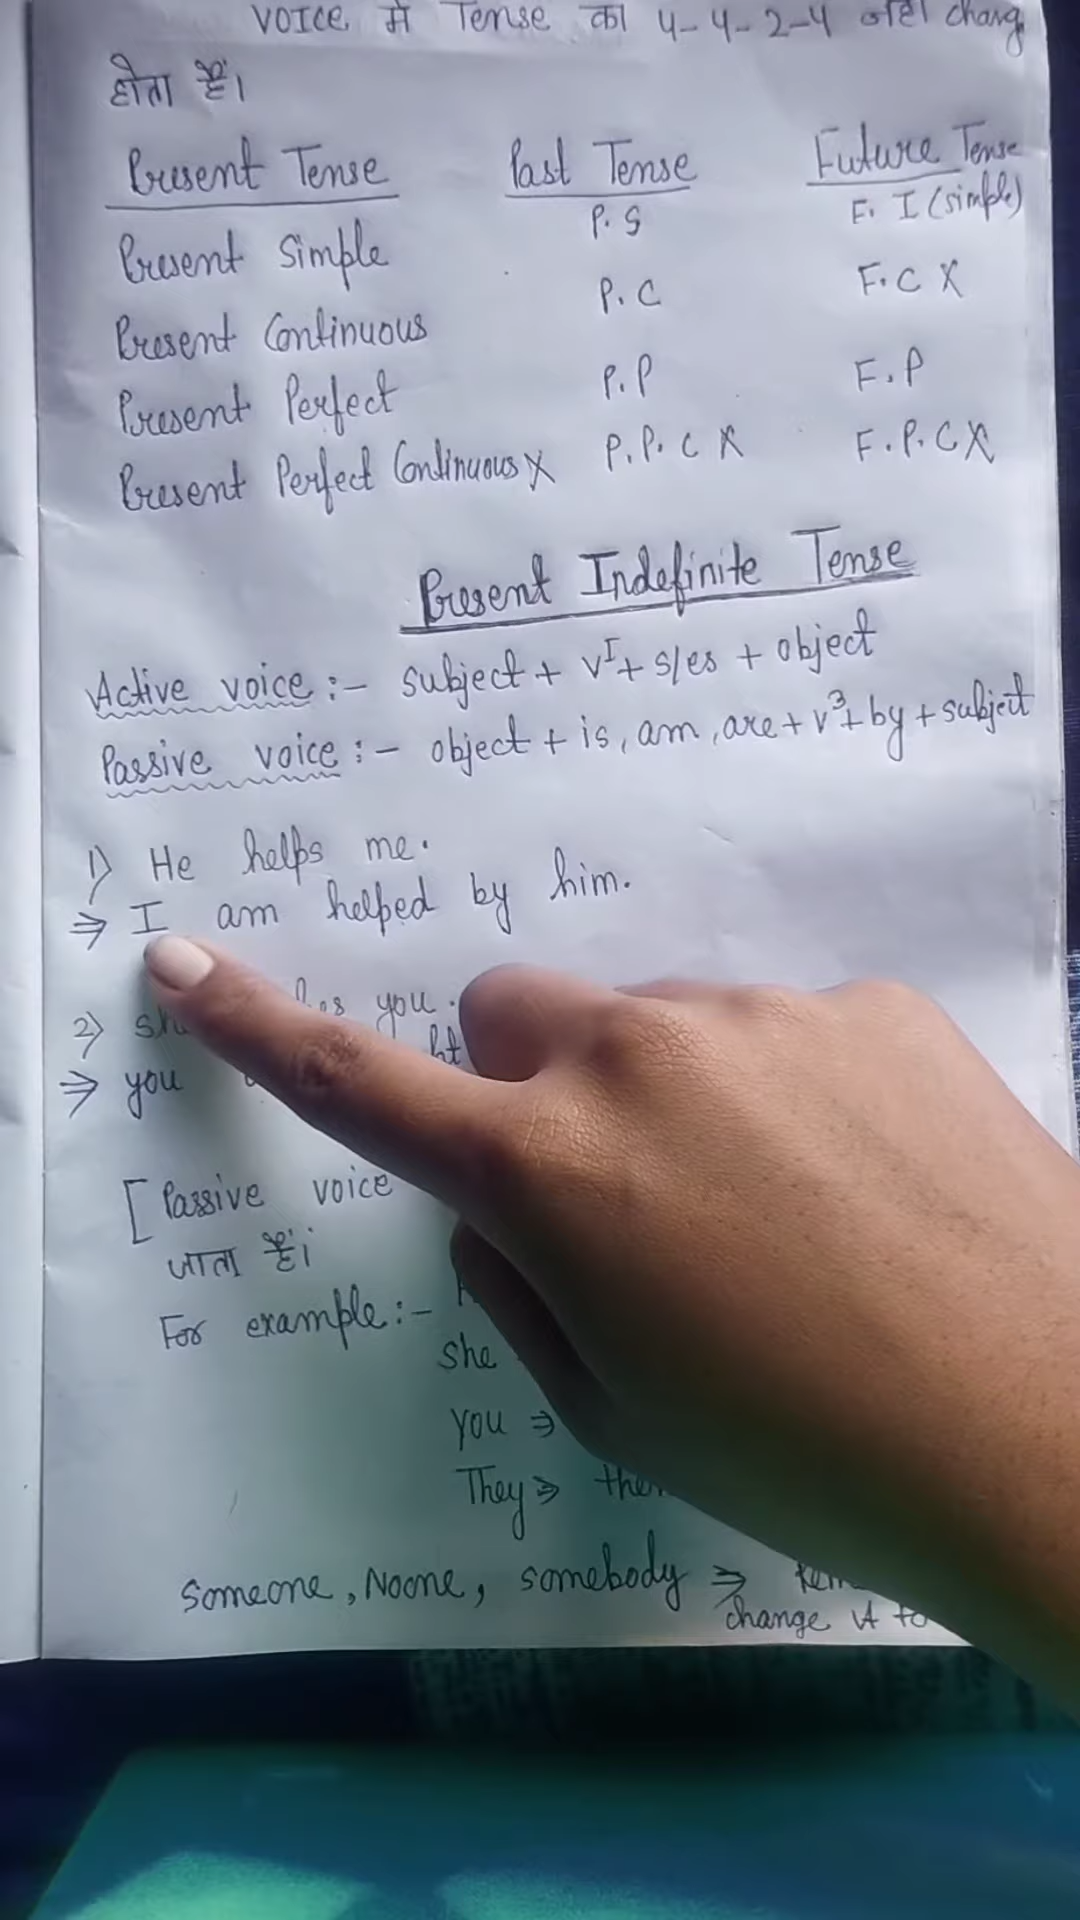 VOICE में Tense का 4-4-2-4 नहीं chang
होता है।
Present Tense Past Tense Future Tense
Present Simple P.S F.I (simple)
Present Continuous P.C F.C X
Present Perfect P.P F.P
Present Perfect Continuous X P.P.C X F.P.C X
Present Indefinite Tense
Active voice :- subject + v I + s/es + object
Passive voice :- object + is, am, are + v3 + by + subject
1) He helps me.
⇒ I am helped by him.
2) you.
⇒ you
[ Passive voice
जाता है।
For example :-
she
you ⇒
They ⇒
Someone, Noone, somebody ⇒
change